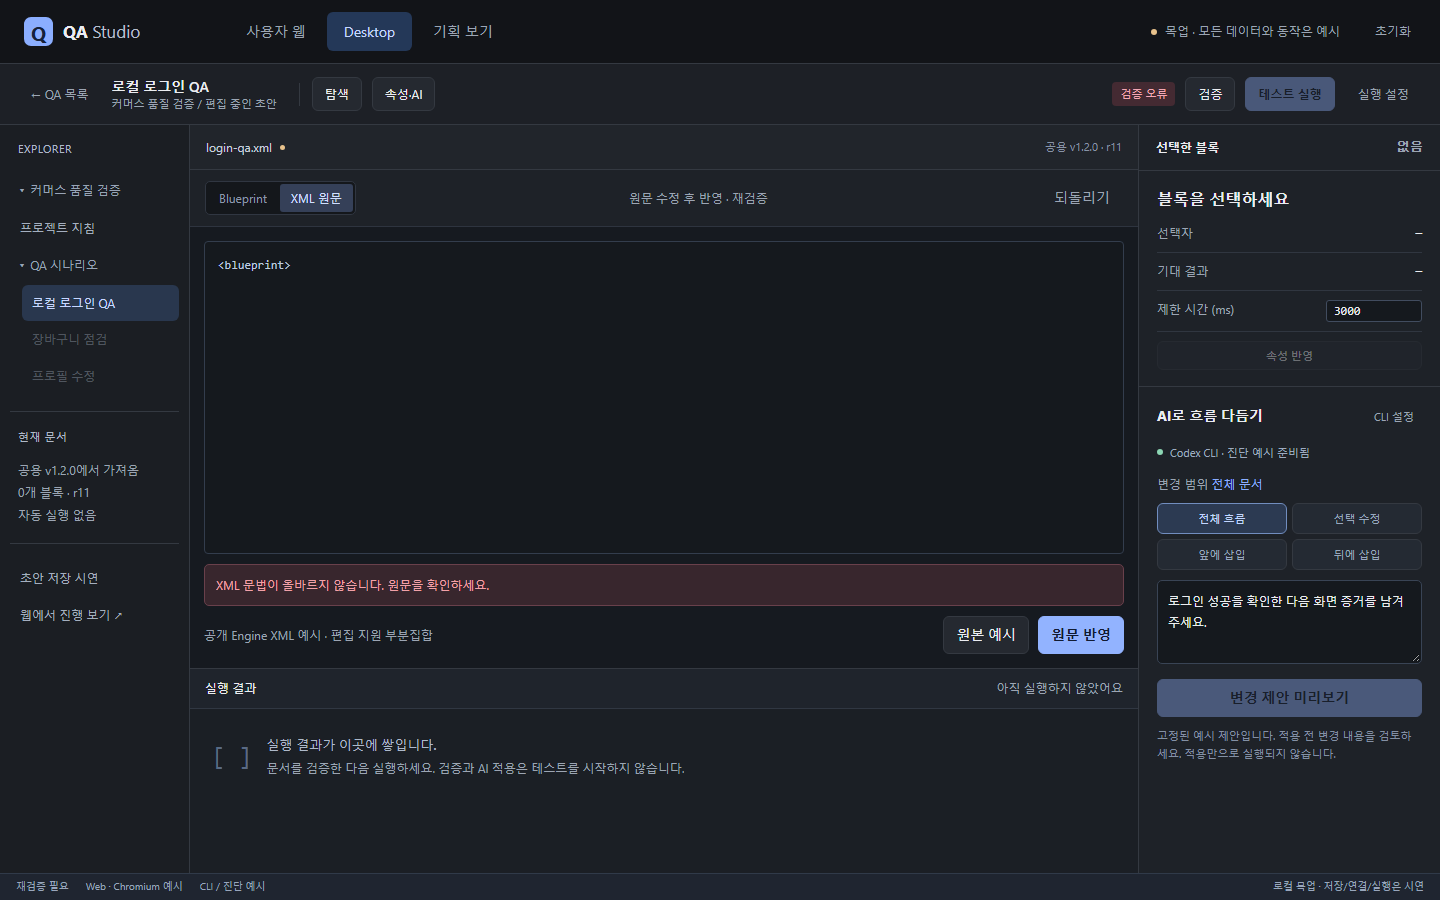 Q QA Studio
사용자 웹
Desktop
기획 보기
목업 · 모든 데이터와 동작은 예시
초기화
← QA 목록
로컬 로그인 QA
커머스 품질 검증 / 편집 중인 초안
탐색
속성·AI
검증 오류
검증
테스트 실행
실행 설정
EXPLORER
커머스 품질 검증
프로젝트 지침
QA 시나리오
로컬 로그인 QA
장바구니 점검
프로필 수정
현재 문서
공용 v1.2.0에서 가져옴
0개 블록 · r11
자동 실행 없음
초안 저장 시연
웹에서 진행 보기 ↗
login-qa.xml
공용 v1.2.0 · r11
Blueprint
XML 원문
원문 수정 후 반영 · 재검증
되돌리기
<blueprint>
XML 문법이 올바르지 않습니다. 원문을 확인하세요.
공개 Engine XML 예시 · 편집 지원 부분집합
원본 예시
원문 반영
실행 결과
아직 실행하지 않았어요
[ ]
실행 결과가 이곳에 쌓입니다.
문서를 검증한 다음 실행하세요. 검증과 AI 적용은 테스트를 시작하지 않습니다.
선택한 블록
없음
블록을 선택하세요
선택자
–
기대 결과
–
제한 시간 (ms)
3000
속성 반영
AI로 흐름 다듬기
CLI 설정
Codex CLI · 진단 예시 준비됨
변경 범위 전체 문서
전체 흐름
선택 수정
앞에 삽입
뒤에 삽입
로그인 성공을 확인한 다음 화면 증거를 남겨
주세요.
변경 제안 미리보기
고정된 예시 제안입니다. 적용 전 변경 내용을 검토하
세요. 적용만으로 실행되지 않습니다.
재검증 필요
Web · Chromium 예시
CLI / 진단 예시
로컬 목업 · 저장/연결/실행은 시연